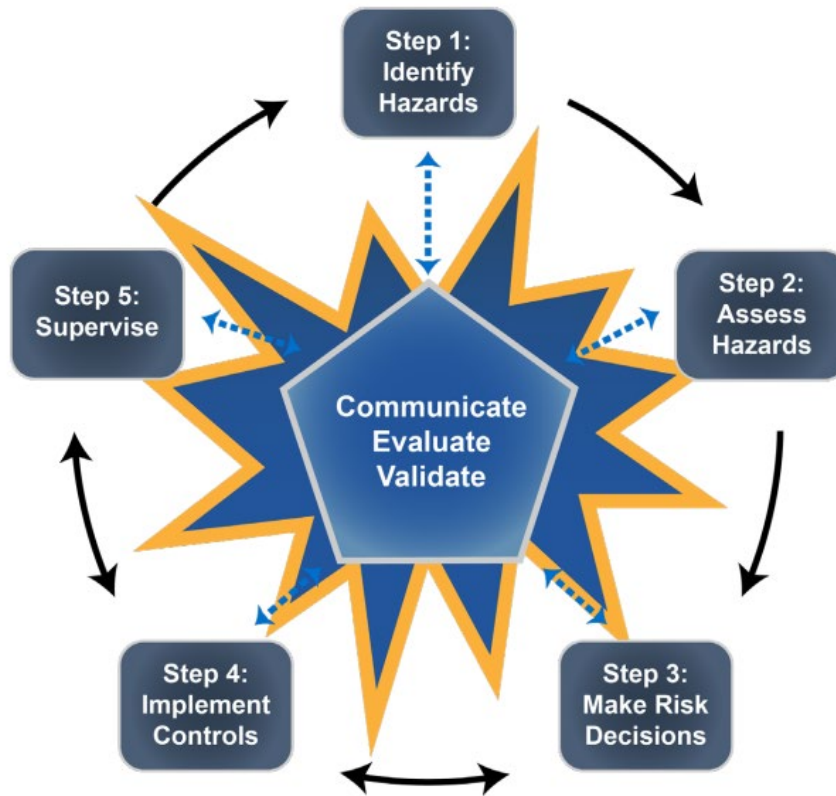 Step 1:
Identify
Hazards
Step 2:
Assess
Hazards
Step 3:
Make Risk
Decisions
Step 4:
Implement
Controls
Step 5:
Supervise
Communicate
Evaluate
Validate